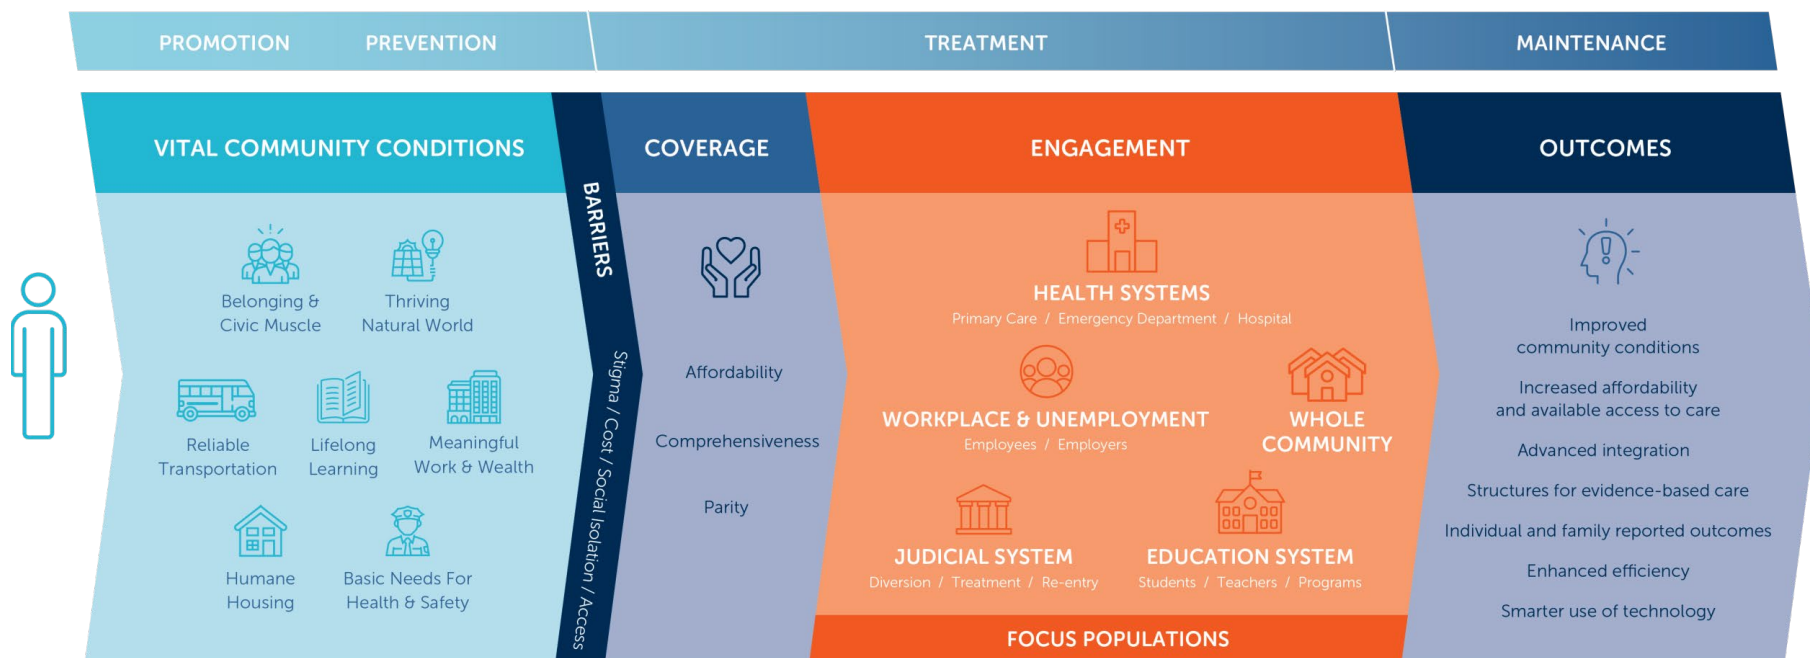 PROMOTION
PREVENTION
TREATMENT
MAINTENANCE
VITAL COMMUNITY CONDITIONS
Belonging &
Civic Muscle
Thriving
Natural World
Reliable
Transportation
Lifelong
Learning
Meaningful
Work & Wealth
Humane
Housing
Basic Needs For
Health & Safety
BARRIERS
Stigma / Cost / Social Isolation / Access
COVERAGE
Affordability
Comprehensiveness
Parity
ENGAGEMENT
HEALTH SYSTEMS
Primary Care / Emergency Department / Hospital
WORKPLACE & UNEMPLOYMENT
Employees / Employers
WHOLE
COMMUNITY
JUDICIAL SYSTEM
Diversion / Treatment / Re-entry
EDUCATION SYSTEM
Students / Teachers / Programs
FOCUS POPULATIONS
OUTCOMES
Improved
community conditions
Increased affordability
and available access to care
Advanced integration
Structures for evidence-based care
Individual and family reported outcomes
Enhanced efficiency
Smarter use of technology